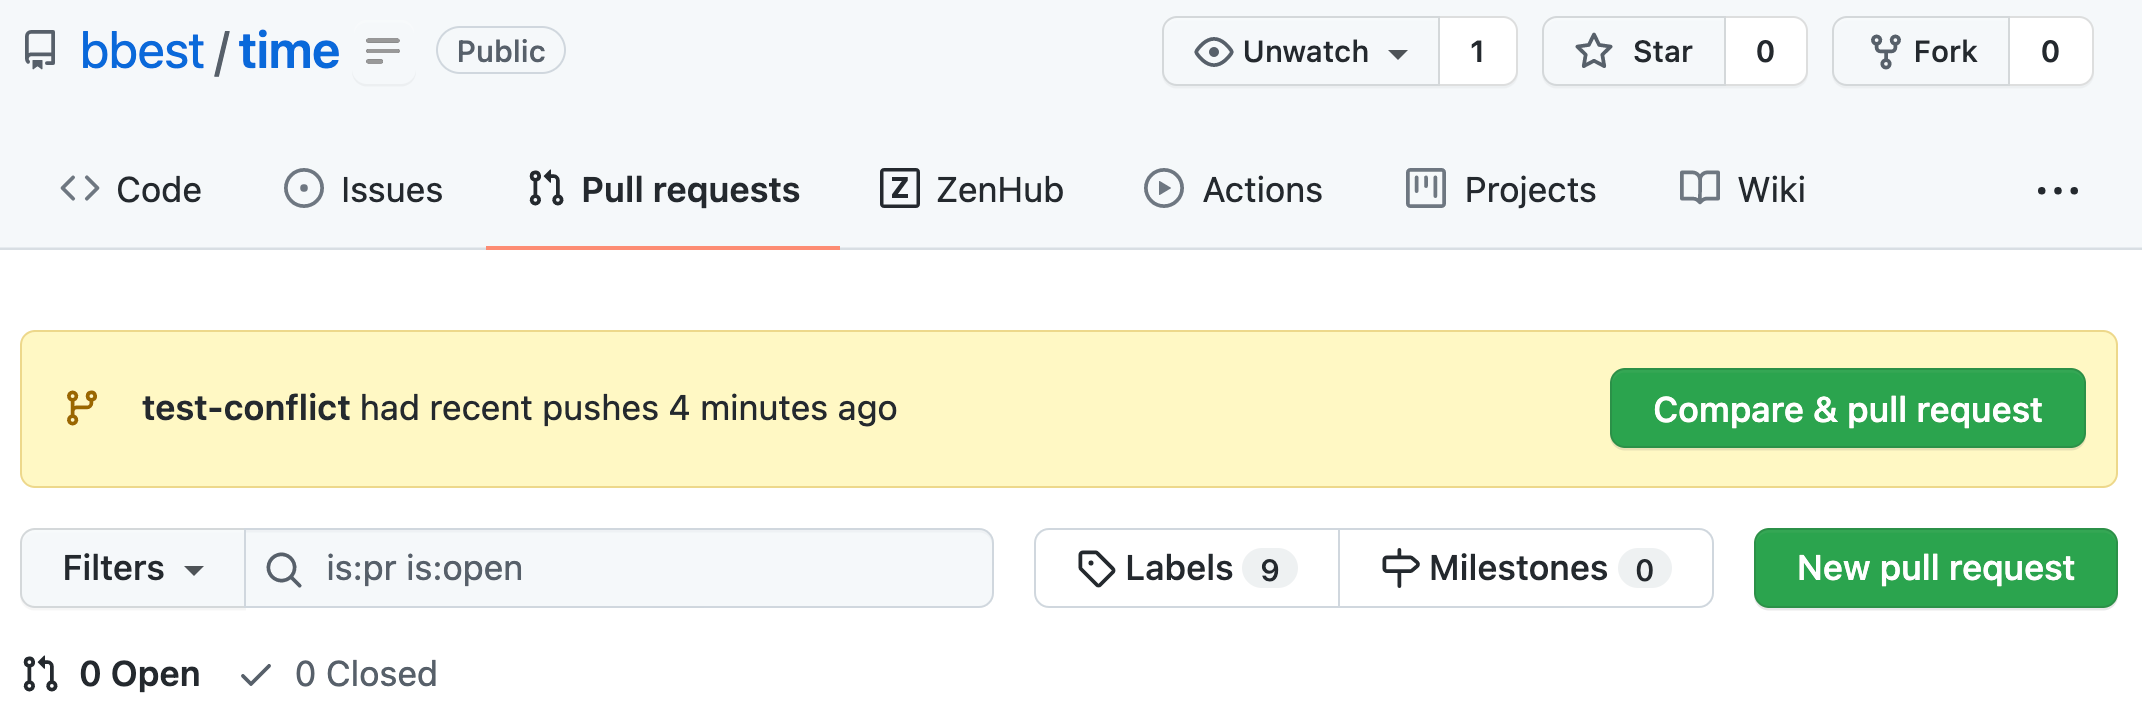 bbest / time Public Unwatch 1 Star 0 Fork 0
Code Issues Pull requests Z ZenHub Actions Projects Wiki ...
test-conflict had recent pushes 4 minutes ago Compare & pull request
Filters is:pr is:open Labels 9 Milestones 0 New pull request
0 Open 0 Closed